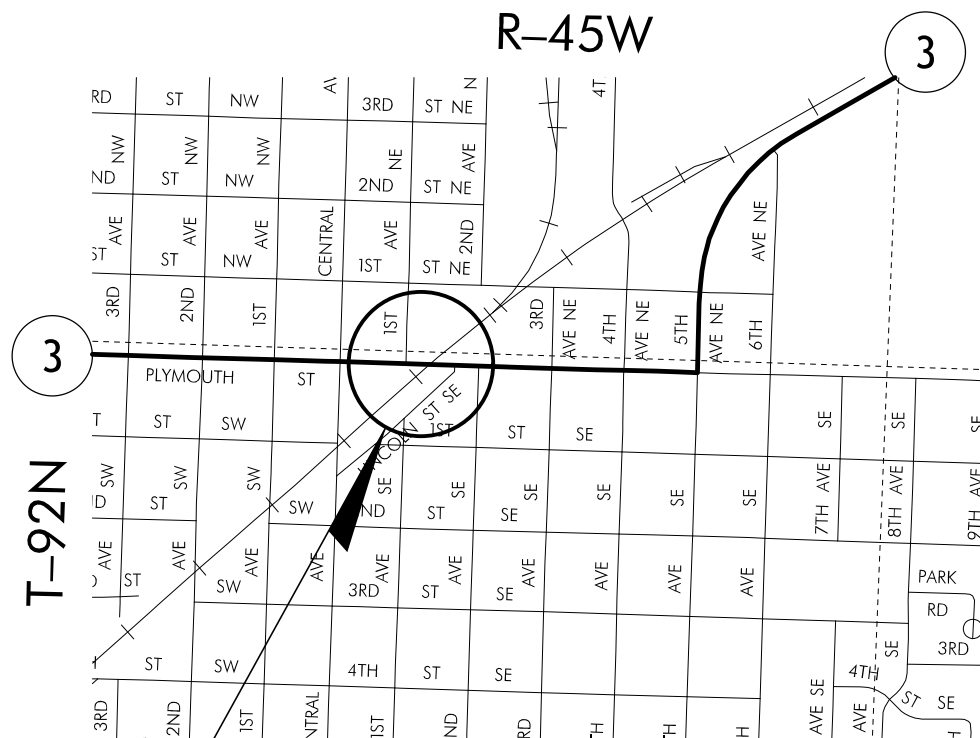 R–45W
3
RD ST NW
3RD ST NE
4T
NW NW NW
NE AVE
ND ST NW
2ND ST NE
AVE AVE AVE
CENTRAL
AVE 2ND
AVE NE
ST ST NW
1ST ST NE
3RD 2ND 1ST
1ST
3RD AVE NE
4TH AVE NE
5TH AVE NE
6TH
3
PLYMOUTH ST
ST SE
T ST SW
1ST ST SE
SE SE SE
T–92N
SW SW SW
SE SE SE SE SE SE
7TH AVE
8TH AVE
9TH AVE
D ST SW
ND ST SE
AVE AVE AVE AVE AVE AVE AVE AVE AVE AVE
D ST SW
3RD ST SE
PARK
RD
3RD
SE
ST SW
4TH ST SE
4TH ST SE
3RD 2ND 1ST NTRAL 1ST ND RD TH TH H
AVE SE
AVE
H